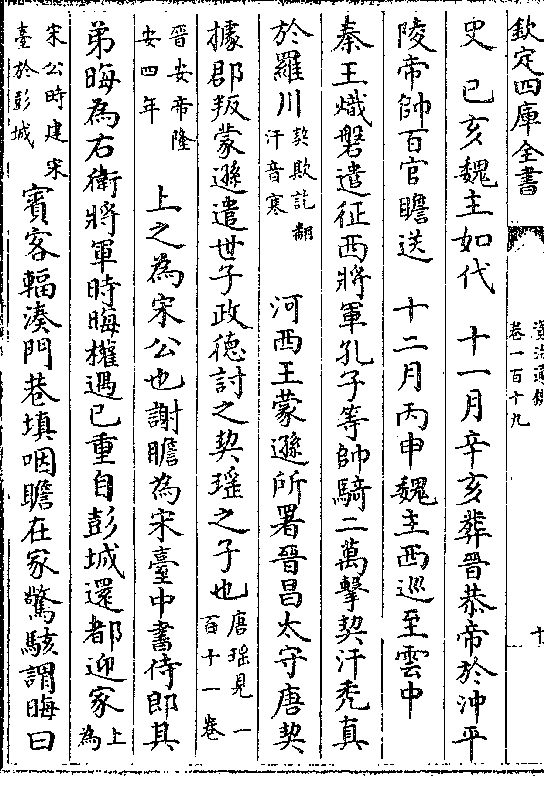 欽定四庫全書
資治通鑑
卷一百十九
十
史　已亥魏主如代　十一月辛亥葬晉恭帝於沖平
陵帝帥百官瞻送　十二月丙申魏主西巡至雲中
秦王熾磐遣征西將軍孔子等帥騎二萬擊契汗禿真
於羅川契欺訖翻汗音寒　河西王蒙遜所署晉昌太守唐契
據郡叛蒙遜遣世子政德討之契瑤之子也唐瑤見一百十一卷
晉安帝隆安四年　上之為宋公也謝瞻為宋臺中書侍郎其
弟晦為右衛將軍時晦權遇已重自彭城還都迎家上為
宋公時建宋臺於彭城　賓客輻湊門巷填咽瞻在家驚駭謂晦曰